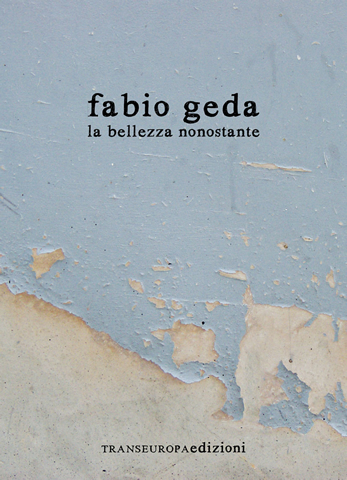 fabio geda
la bellezza nonostante
TRANSEUROPAedizioni